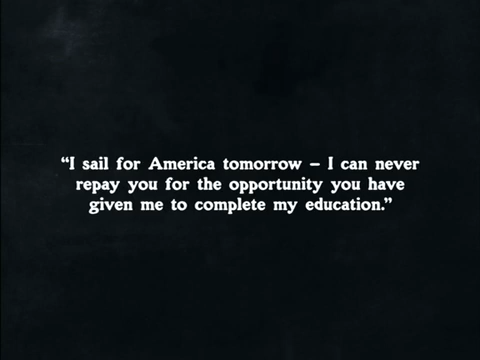 “I sail for America tomorrow – I can never
repay you for the opportunity you have
given me to complete my education.”